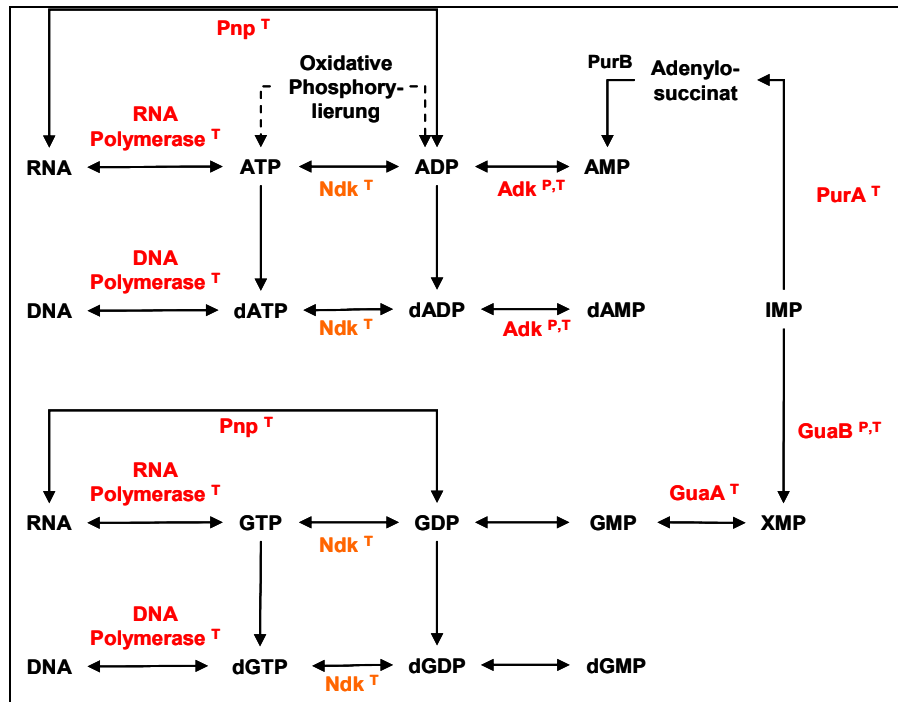 Pnp T
Oxidative
Phosphory-
lierung
PurB
Adenylo-
succinat
RNA
Polymerase T
RNA
ATP
Ndk T
ADP
Adk P,T
AMP
PurA T
DNA
Polymerase T
DNA
dATP
Ndk T
dADP
Adk P,T
dAMP
IMP
Pnp T
GuaB P,T
RNA
Polymerase T
GuaA T
RNA
GTP
Ndk T
GDP
GMP
XMP
DNA
Polymerase T
DNA
dGTP
Ndk T
dGDP
dGMP